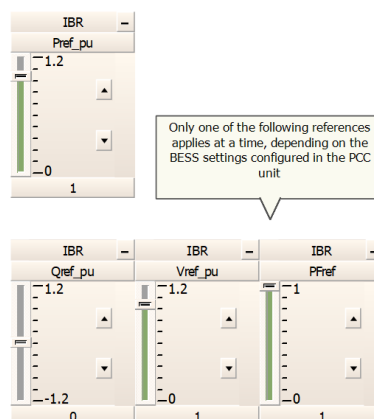 IBR –
Pref_pu
1.2
0
1
Only one of the following references
applies at a time, depending on the
BESS settings configured in the PCC
unit
IBR – IBR – IBR –
Qref_pu Vref_pu PFref
1.2 1.2 1
-1.2 0 0
0 1 1